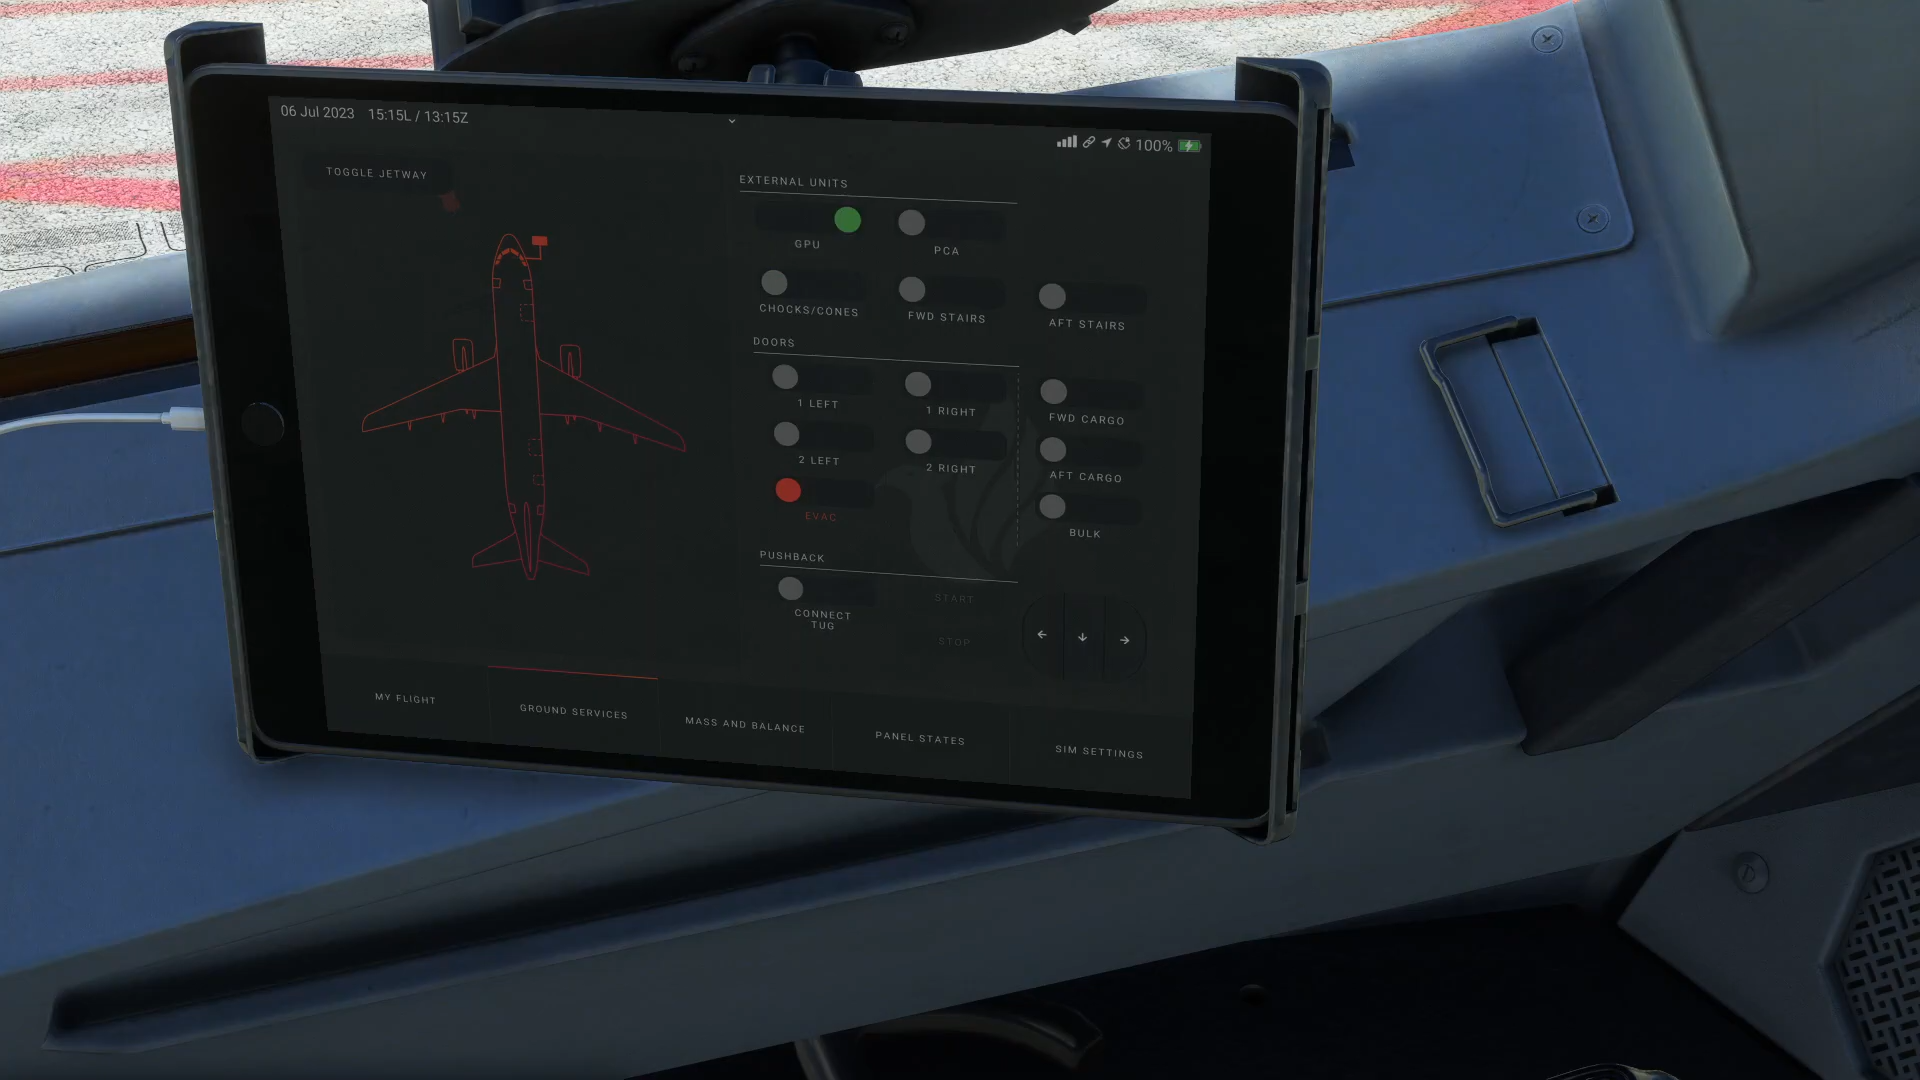 06 Jul 2023 15:15L / 13:15Z
100%
TOGGLE JETWAY
EXTERNAL UNITS
GPU
PCA
CHOCKS/CONES
FWD STAIRS
AFT STAIRS
DOORS
1 LEFT
1 RIGHT
FWD CARGO
2 LEFT
2 RIGHT
AFT CARGO
EVAC
BULK
PUSHBACK
CONNECT
TUG
START
STOP
MY FLIGHT
GROUND SERVICES
MASS AND BALANCE
PANEL STATES
SIM SETTINGS